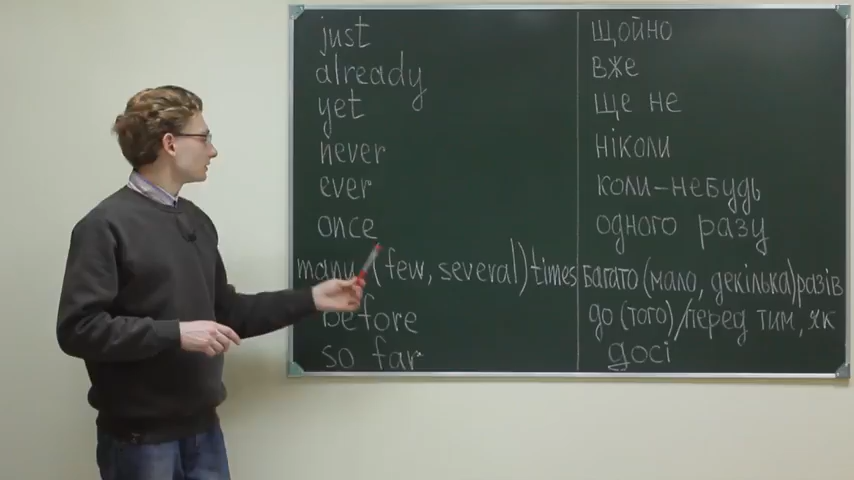 just щойно
already вже
yet ще не
never ніколи
ever коли-небудь
once одного разу
many (few, several) times багато (мало, декілька) разів
before до (того)/перед тим, як
so far досі